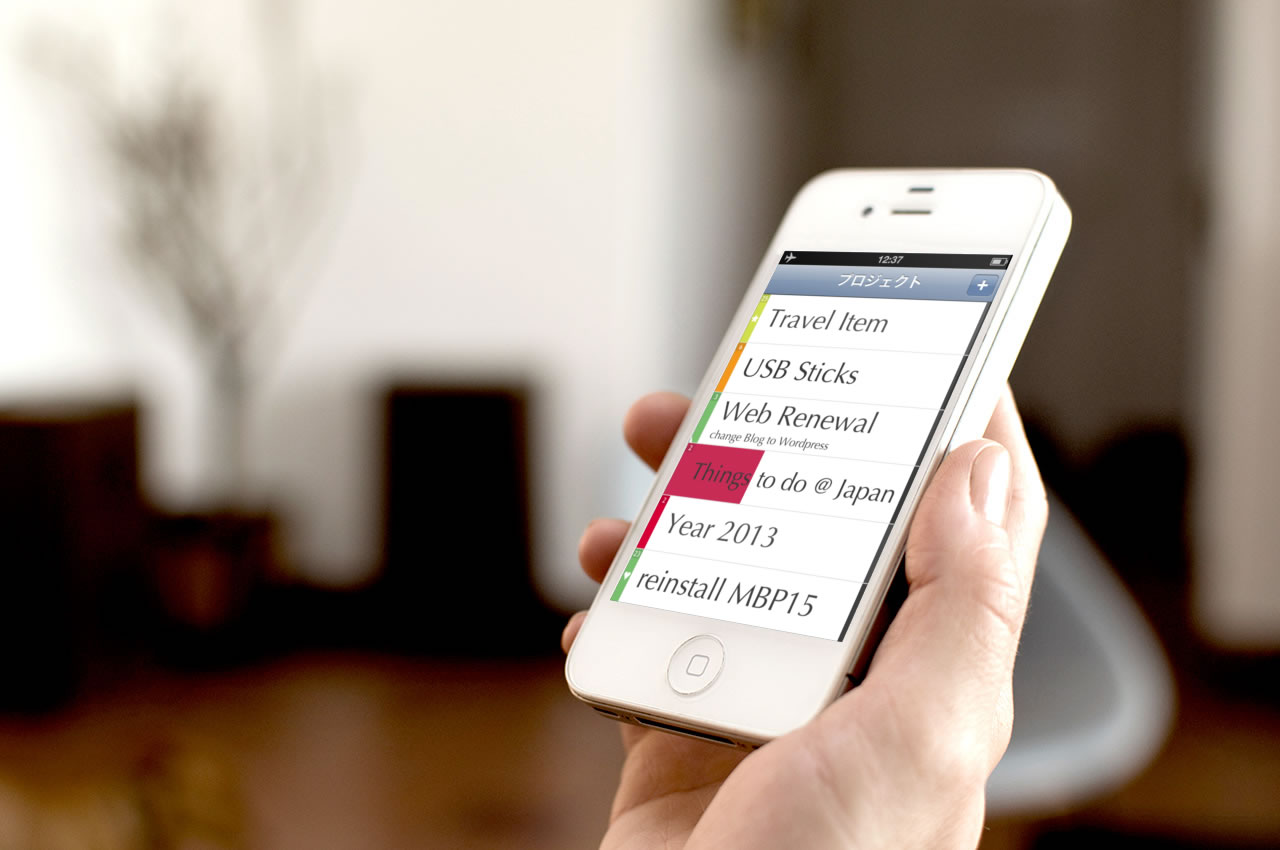 12:37
プロジェクト
+
Travel Item
USB Sticks
Web Renewal
change Blog to Wordpress
Things to do @ Japan
Year 2013
reinstall MBP15